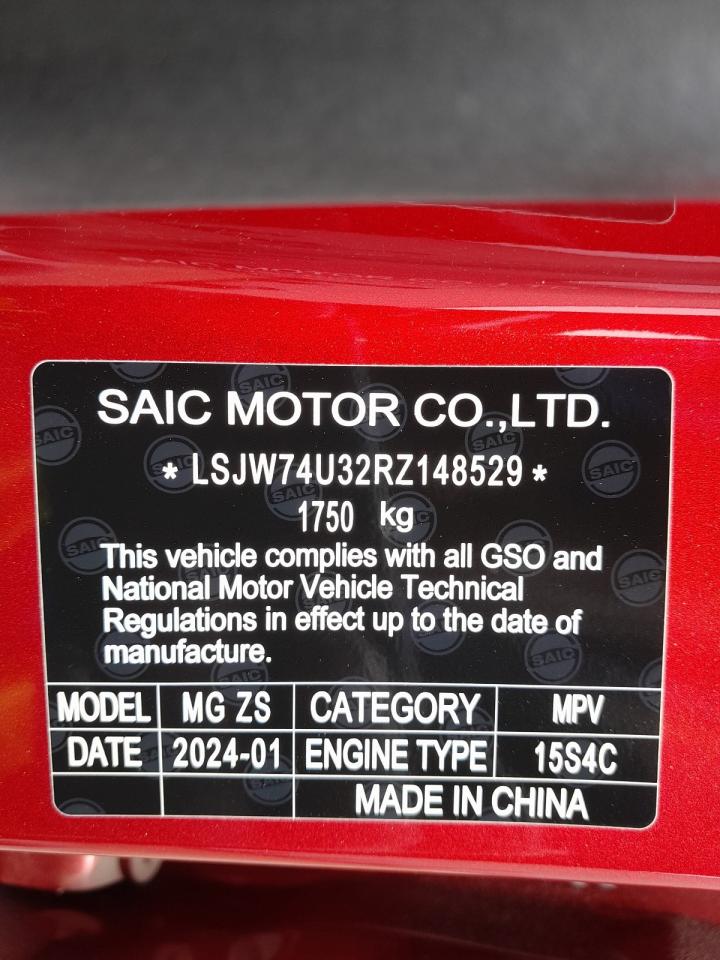 SAIC MOTOR CO.,LTD.
* LSJW74U32RZ148529 *
1750 kg
This vehicle complies with all GSO and
National Motor Vehicle Technical
Regulations in effect up to the date of
manufacture.
MODEL MG ZS CATEGORY MPV
DATE 2024-01 ENGINE TYPE 15S4C
MADE IN CHINA